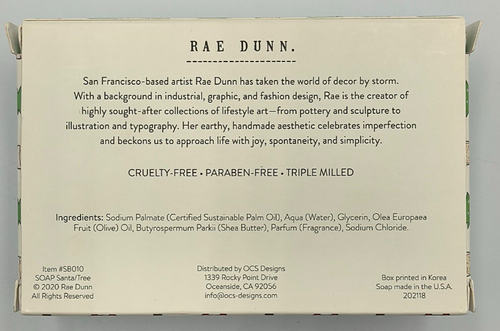 RAE DUNN.
San Francisco-based artist Rae Dunn has taken the world of decor by storm.
With a background in industrial, graphic, and fashion design, Rae is the creator of
highly sought-after collections of lifestyle art—from pottery and sculpture to
illustration and typography. Her earthy, handmade aesthetic celebrates imperfection
and beckons us to approach life with joy, spontaneity, and simplicity.
CRUELTY-FREE • PARABEN-FREE • TRIPLE MILLED
Ingredients: Sodium Palmate (Certified Sustainable Palm Oil), Aqua (Water), Glycerin, Olea Europaea
Fruit (Olive) Oil, Butyrospermum Parkii (Shea Butter), Parfum (Fragrance), Sodium Chloride.
Item #SB010
SOAP Santa/Tree
© 2020 Rae Dunn
All Rights Reserved
Distributed by OCS Designs
1339 Rocky Point Drive
Oceanside, CA 92056
info@ocs-designs.com
Box printed in Korea
Soap made in the U.S.A.
202118